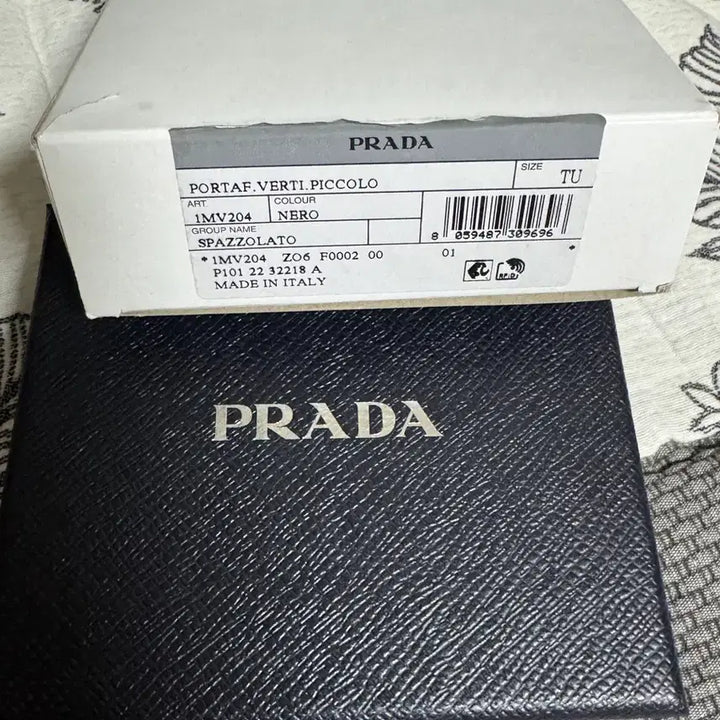 PRADA
PORTAF.VERTI.PICCOLO
SIZE
TU
ART
1MV204
COLOUR
NERO
GROUP NAME
SPAZZOLATO
8 059487 309696
*1MV204 ZO6 F0002 00 01 *
P101 22 32218 A
MADE IN ITALY
RFID
PRADA